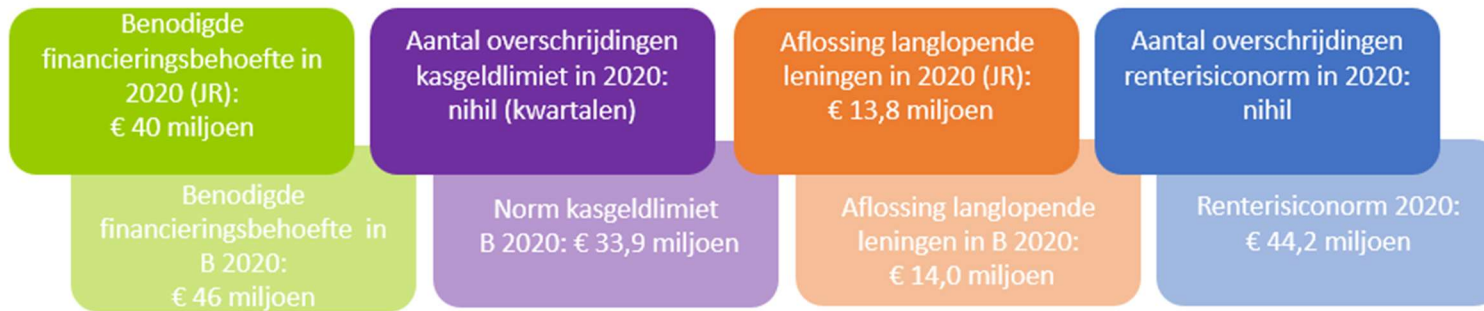 Benodigde
financieringsbehoefte in
2020 (JR):
€ 40 miljoen
Aantal overschrijdingen
kasgeldlimiet in 2020:
nihil (kwartalen)
Aflossing langlopende
leningen in 2020 (JR):
€ 13,8 miljoen
Aantal overschrijdingen
renterisiconorm in 2020:
nihil
Benodigde
financieringsbehoefte in
B 2020:
€ 46 miljoen
Norm kasgeldlimiet
B 2020: € 33,9 miljoen
Aflossing langlopende
leningen in B 2020:
€ 14,0 miljoen
Renterisiconorm 2020:
€ 44,2 miljoen